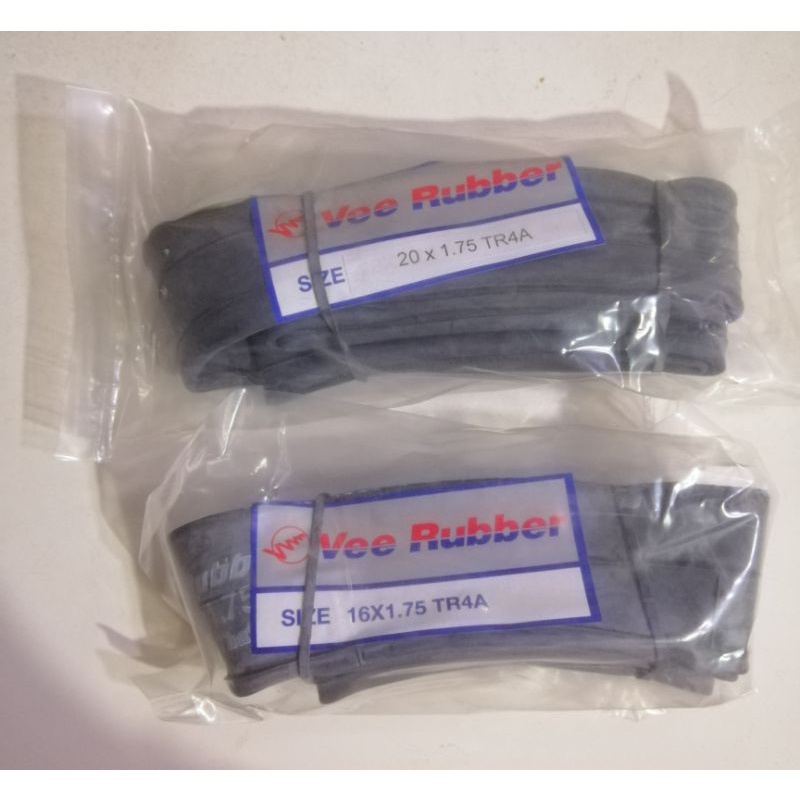 Vee Rubber
SIZE 20 x 1.75 TR4A
Vee Rubber
SIZE 16X1.75 TR4A